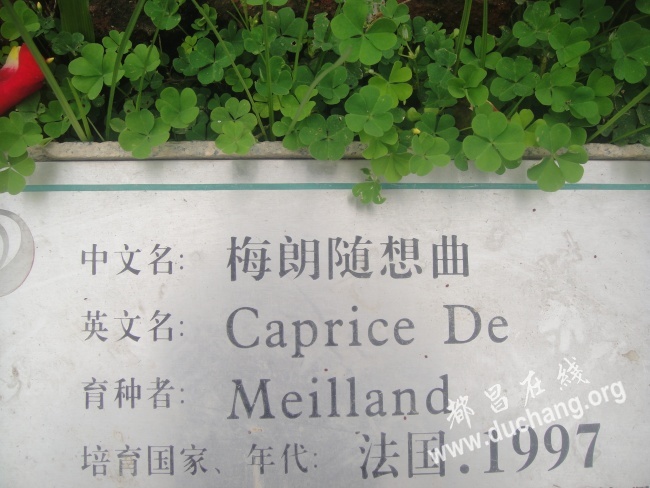 中文名: 梅朗随想曲
英文名: Caprice De
育种者: Meilland
培育国家、年代: 法国.1997
都昌在线
www.duchang.org